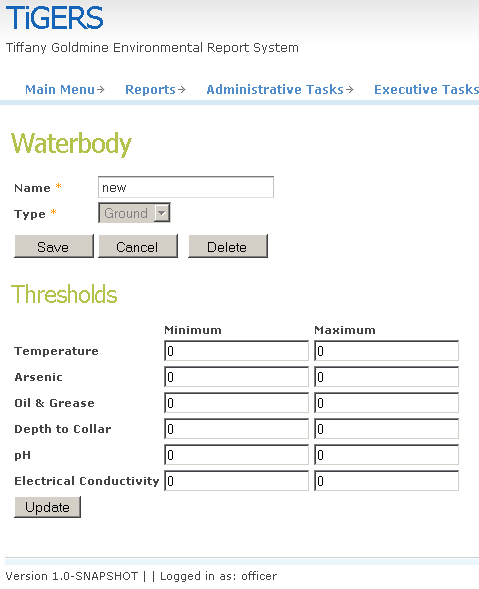 TiGERS
Tiffany Goldmine Environmental Report System
Main Menu Reports Administrative Tasks Executive Tasks
Waterbody
Name * new
Type * Ground
Save Cancel Delete
Thresholds
Minimum Maximum
Temperature 0 0
Arsenic 0 0
Oil & Grease 0 0
Depth to Collar 0 0
pH 0 0
Electrical Conductivity 0 0
Update
Version 1.0-SNAPSHOT | | Logged in as: officer